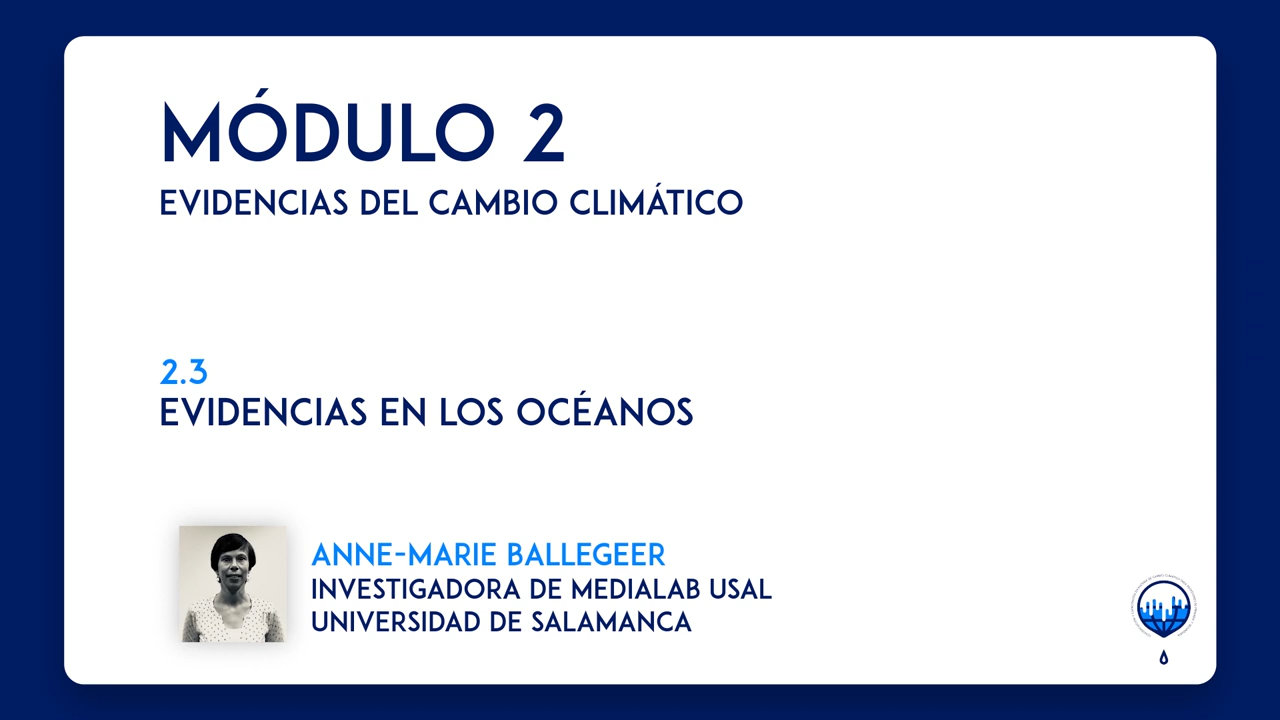 MÓDULO 2
EVIDENCIAS DEL CAMBIO CLIMÁTICO
2.3
EVIDENCIAS EN LOS OCÉANOS
ANNE-MARIE BALLEGEER
INVESTIGADORA DE MEDIALAB USAL
UNIVERSIDAD DE SALAMANCA